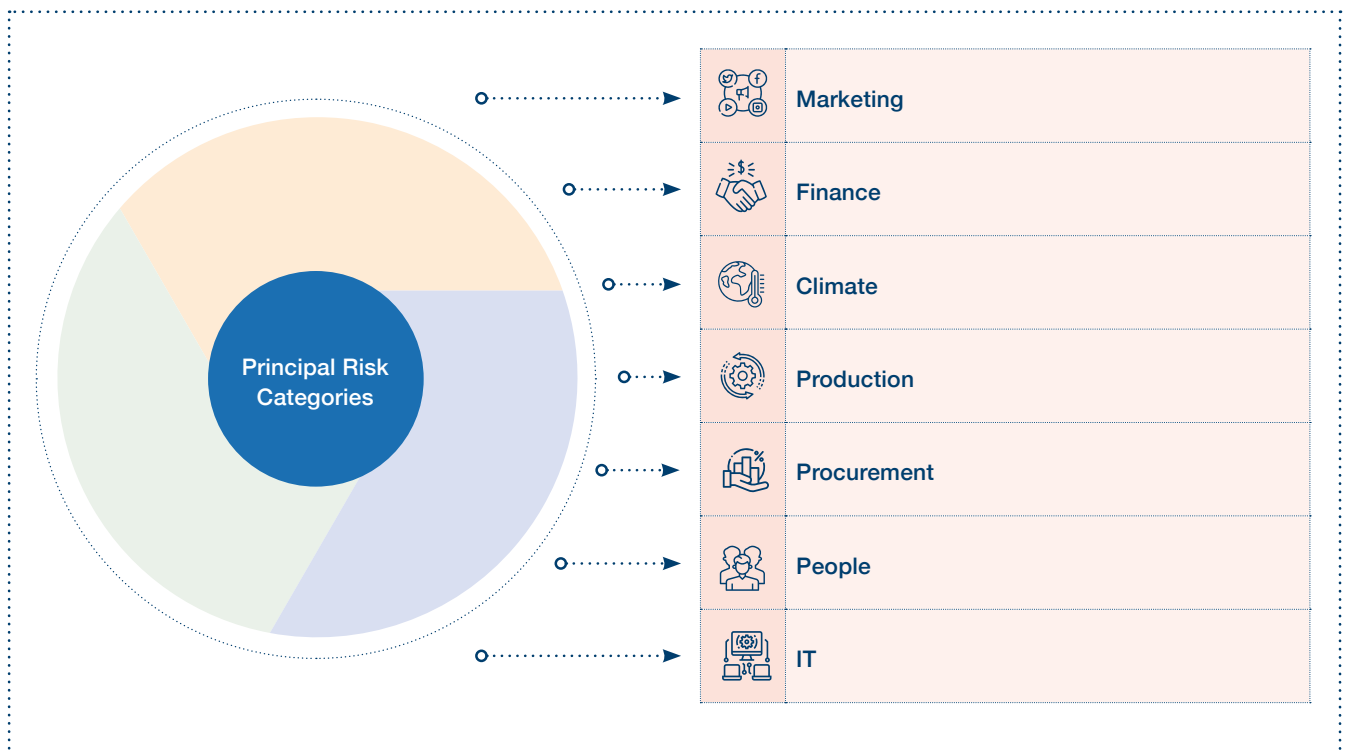 Principal Risk
Categories
Marketing
Finance
Climate
Production
Procurement
People
IT